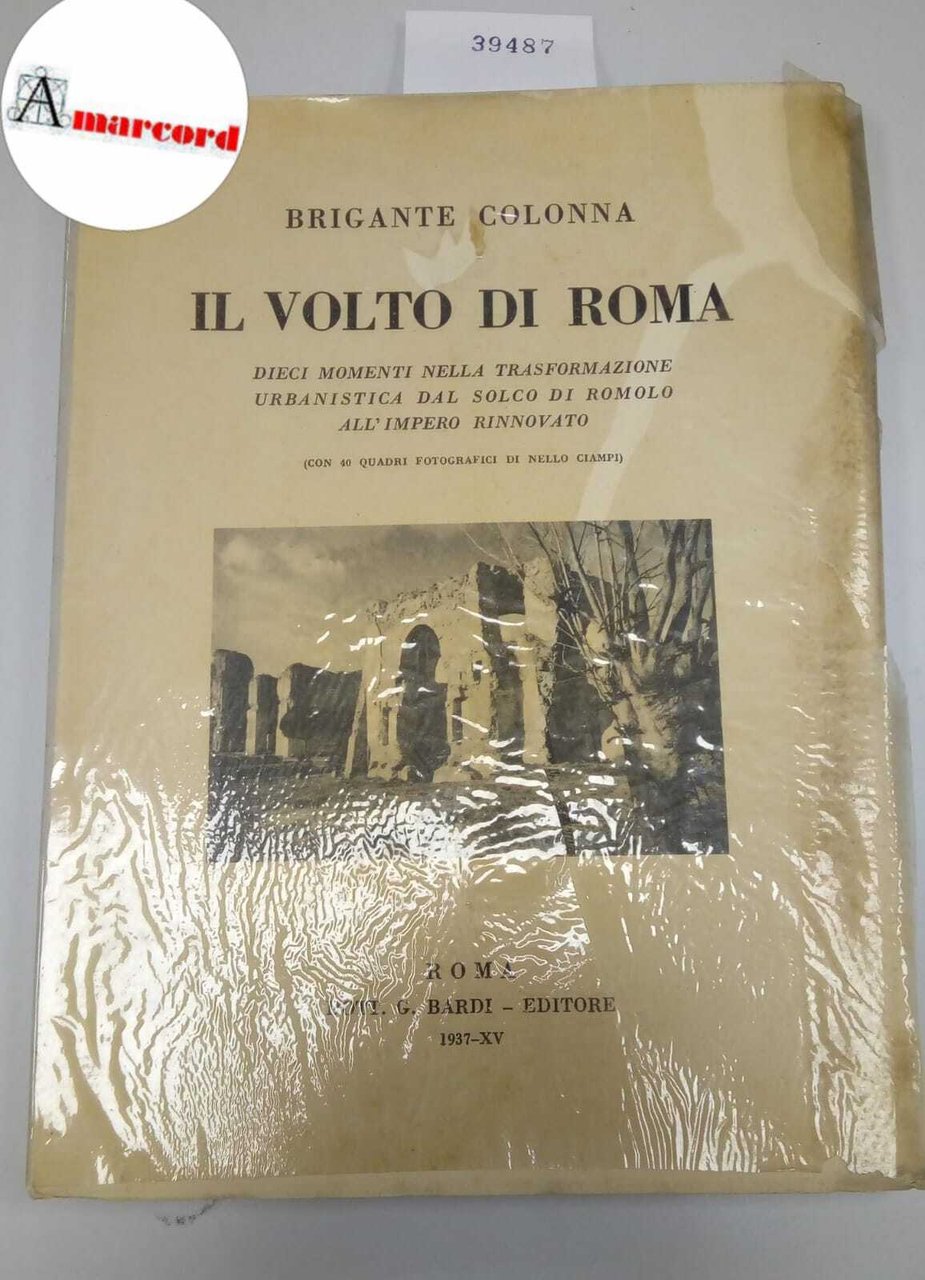 39487
Amarcord
BRIGANTE COLONNA
IL VOLTO DI ROMA
DIECI MOMENTI NELLA TRASFORMAZIONE
URBANISTICA DAL SOLCO DI ROMOLO
ALL'IMPERO RINNOVATO
(CON 40 QUADRI FOTOGRAFICI DI NELLO CIAMPI)
ROMA
DOTT. G. BARDI – EDITORE
1937–XV